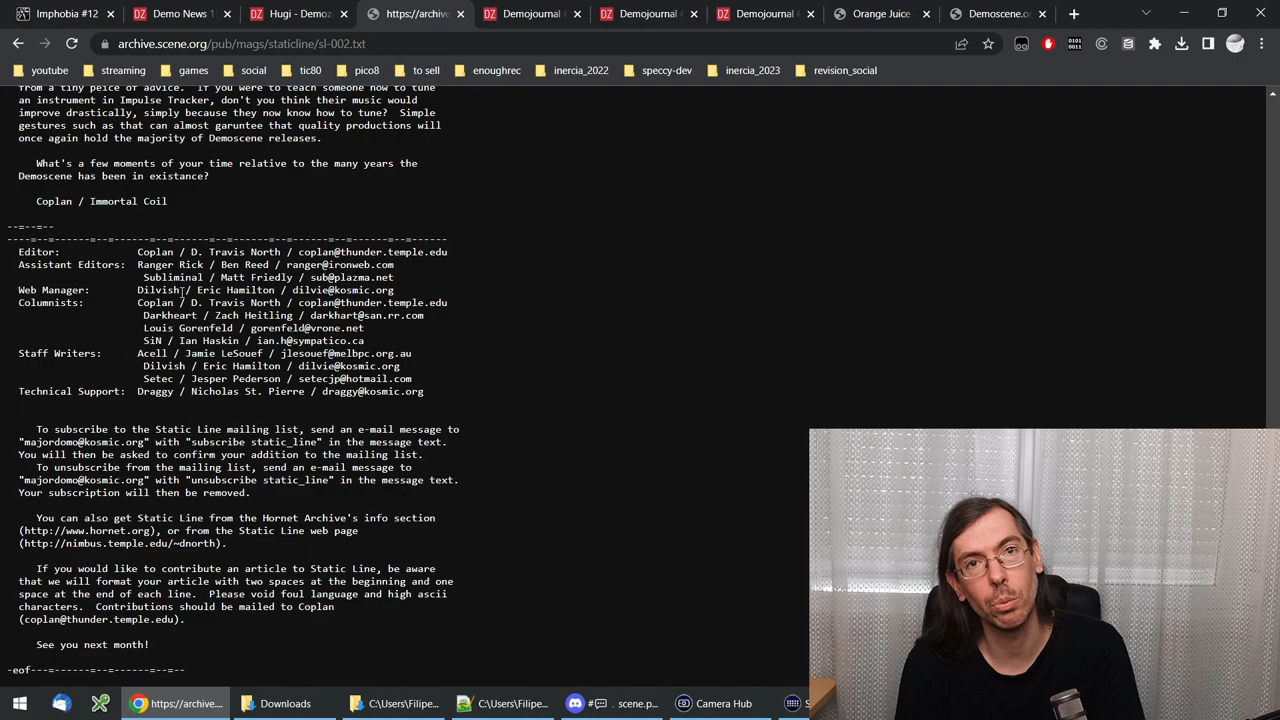 Imphobia #12
Demo News 1
Hugi - Demoz
https://archive
Demojournal
Demojournal
Demojournal
Orange Juice
Demoscene.o
archive.scene.org/pub/mags/staticline/sl-002.txt
youtube
streaming
games
social
tic80
pico8
to sell
enoughrec
inercia_2022
speccy-dev
inercia_2023
revision_social
from a tiny peice of advice.  If you were to teach someone how to tune
an instrument in Impulse Tracker, don't you think their music would
improve drastically, simply because they now know how to tune?  Simple
gestures such as that can almost garuntee that quality productions will
once again hold the majority of Demoscene releases.
What's a few moments of your time relative to the many years the
Demoscene has been in existance?
Coplan / Immortal Coil
--=--=--
----=--=------=--=------=--=------=--=------=--=------=--=------=--=------
Editor: Coplan / D. Travis North / coplan@thunder.temple.edu
Assistant Editors: Ranger Rick / Ben Reed / ranger@ironweb.com
Subliminal / Matt Friedly / sub@plazma.net
Web Manager: Dilvish / Eric Hamilton / dilvie@kosmic.org
Columnists: Coplan / D. Travis North / coplan@thunder.temple.edu
Darkheart / Zach Heitling / darkhart@san.rr.com
Louis Gorenfeld / gorenfeld@vrone.net
SiN / Ian Haskin / ian.h@sympatico.ca
Staff Writers: Acell / Jamie LeSouef / jlesouef@melbpc.org.au
Dilvish / Eric Hamilton / dilvie@kosmic.org
Setec / Jesper Pederson / setecjp@hotmail.com
Technical Support: Draggy / Nicholas St. Pierre / draggy@kosmic.org
To subscribe to the Static Line mailing list, send an e-mail message to
"majordomo@kosmic.org" with "subscribe static_line" in the message text.
You will then be asked to confirm your addition to the mailing list.
To unsubscribe from the mailing list, send an e-mail message to
"majordomo@kosmic.org" with "unsubscribe static_line" in the message text.
Your subscription will then be removed.
You can also get Static Line from the Hornet Archive's info section
(http://www.hornet.org), or from the Static Line web page
(http://nimbus.temple.edu/~dnorth).
If you would like to contribute an article to Static Line, be aware
that we will format your article with two spaces at the beginning and one
space at the end of each line.  Please void foul language and high ascii
characters.  Contributions should be mailed to Coplan
(coplan@thunder.temple.edu).
See you next month!
-eof---=------=--=------=--=--
https://archive...
Downloads
C:\Users\Filipe...
C:\Users\Filipe...
#💬 . scene.p...
Camera Hub